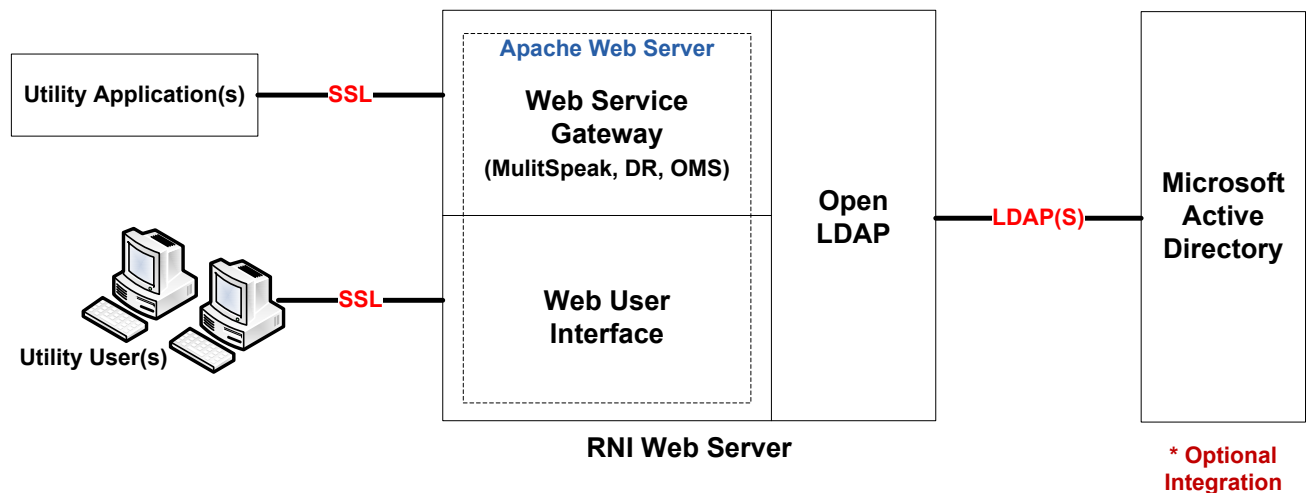 Apache Web Server
Utility Application(s)
SSL
Web Service
Gateway
(MulitSpeak, DR, OMS)
Open
LDAP
LDAP(S)
Microsoft
Active
Directory
SSL
Web User
Interface
Utility User(s)
RNI Web Server
* Optional
Integration